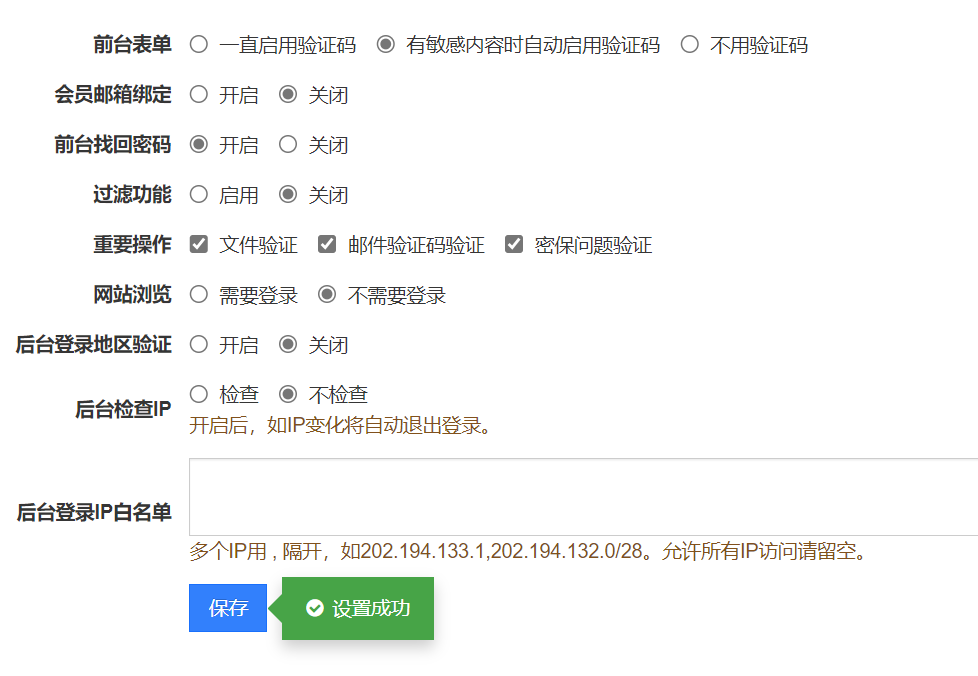 前台表单 一直启用验证码 有敏感内容时自动启用验证码 不用验证码
会员邮箱绑定 开启 关闭
前台找回密码 开启 关闭
过滤功能 启用 关闭
重要操作 文件验证 邮件验证码验证 密保问题验证
网站浏览 需要登录 不需要登录
后台登录地区验证 开启 关闭
后台检查IP 检查 不检查
开启后，如IP变化将自动退出登录。
后台登录IP白名单
多个IP用 , 隔开，如202.194.133.1,202.194.132.0/28。允许所有IP访问请留空。
保存 设置成功